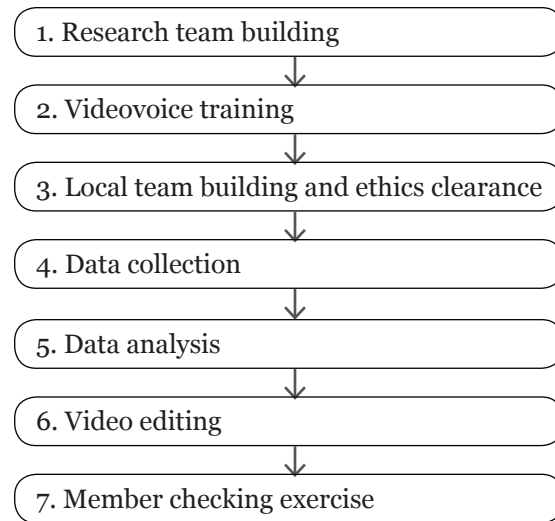 1. Research team building
2. Videovoice training
3. Local team building and ethics clearance
4. Data collection
5. Data analysis
6. Video editing
7. Member checking exercise